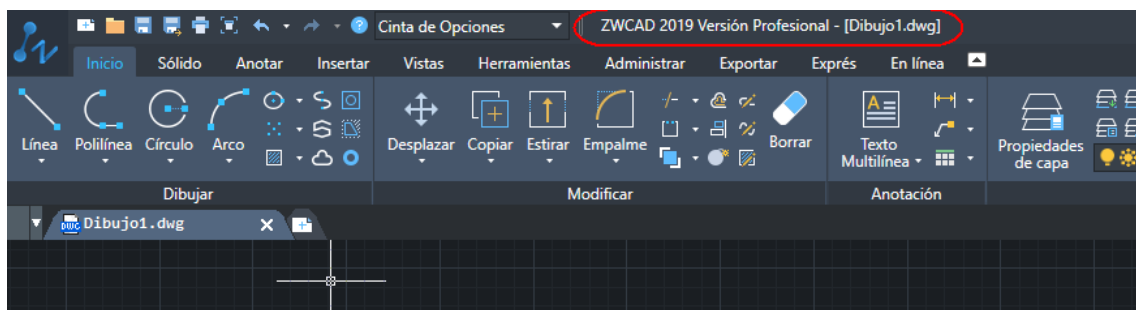 Cinta de Opciones ZWCAD 2019 Versión Profesional - [Dibujo1.dwg]
Inicio Sólido Anotar Insertar Vistas Herramientas Administrar Exportar Exprés En línea
Línea Polilínea Círculo Arco Desplazar Copiar Estirar Empalme Borrar Texto Multilínea Propiedades de capa
Dibujar Modificar Anotación
DWG Dibujo1.dwg